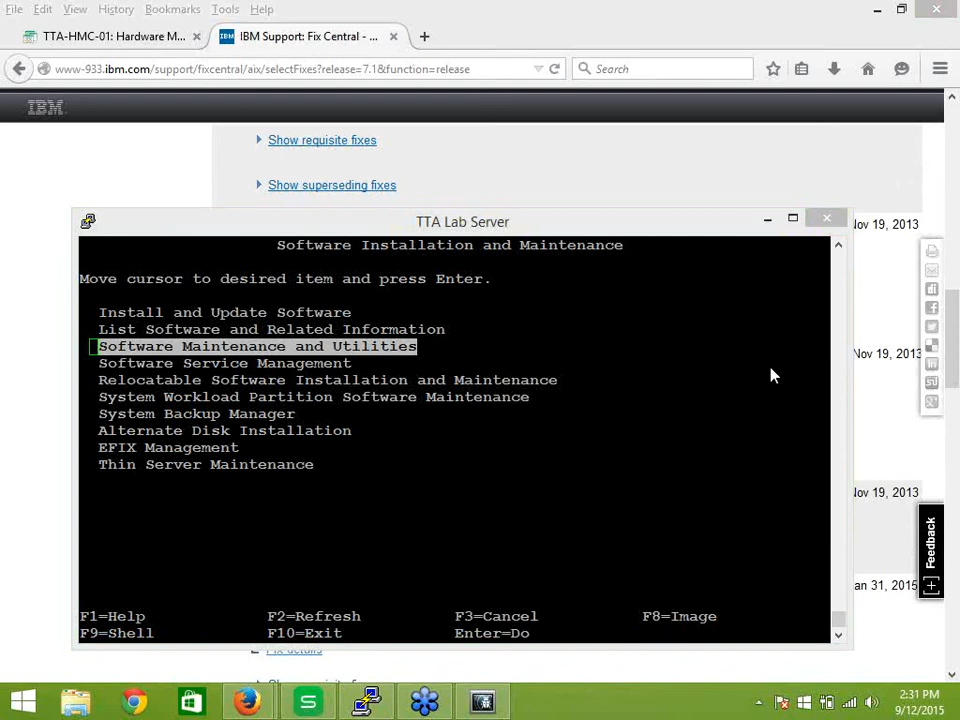 File Edit View History Bookmarks Tools Help
TTA-HMC-01: Hardware M...
IBM IBM Support: Fix Central - ...
www-933.ibm.com/support/fixcentral/aix/selectFixes?release=7.1&function=release
Search
IBM
Show requisite fixes
Show superseding fixes
Nov 19, 2013
TTA Lab Server
Software Installation and Maintenance
Move cursor to desired item and press Enter.
Install and Update Software
List Software and Related Information
Software Maintenance and Utilities
Software Service Management
Relocatable Software Installation and Maintenance
System Workload Partition Software Maintenance
System Backup Manager
Alternate Disk Installation
EFIX Management
Thin Server Maintenance
F1=Help F2=Refresh F3=Cancel F8=Image
F9=Shell F10=Exit Enter=Do
Nov 19, 2013
Nov 19, 2013
an 31, 2015
Feedback
Fix details
2:31 PM
9/12/2015